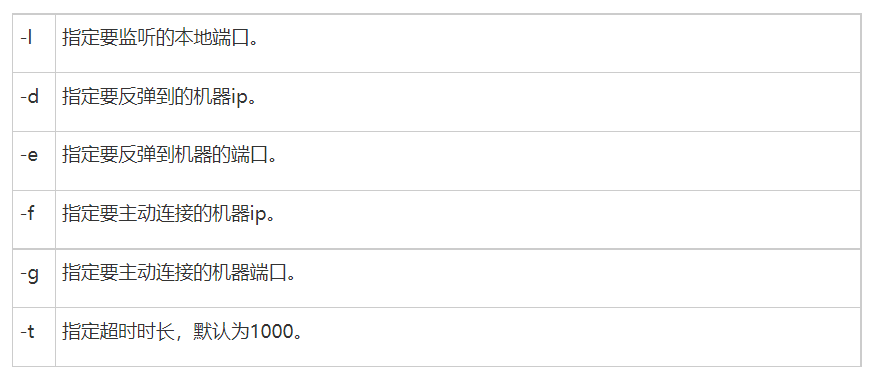 -l 指定要监听的本地端口。
-d 指定要反弹到的机器ip。
-e 指定要反弹到机器的端口。
-f 指定要主动连接的机器ip。
-g 指定要主动连接的机器端口。
-t 指定超时时长，默认为1000。